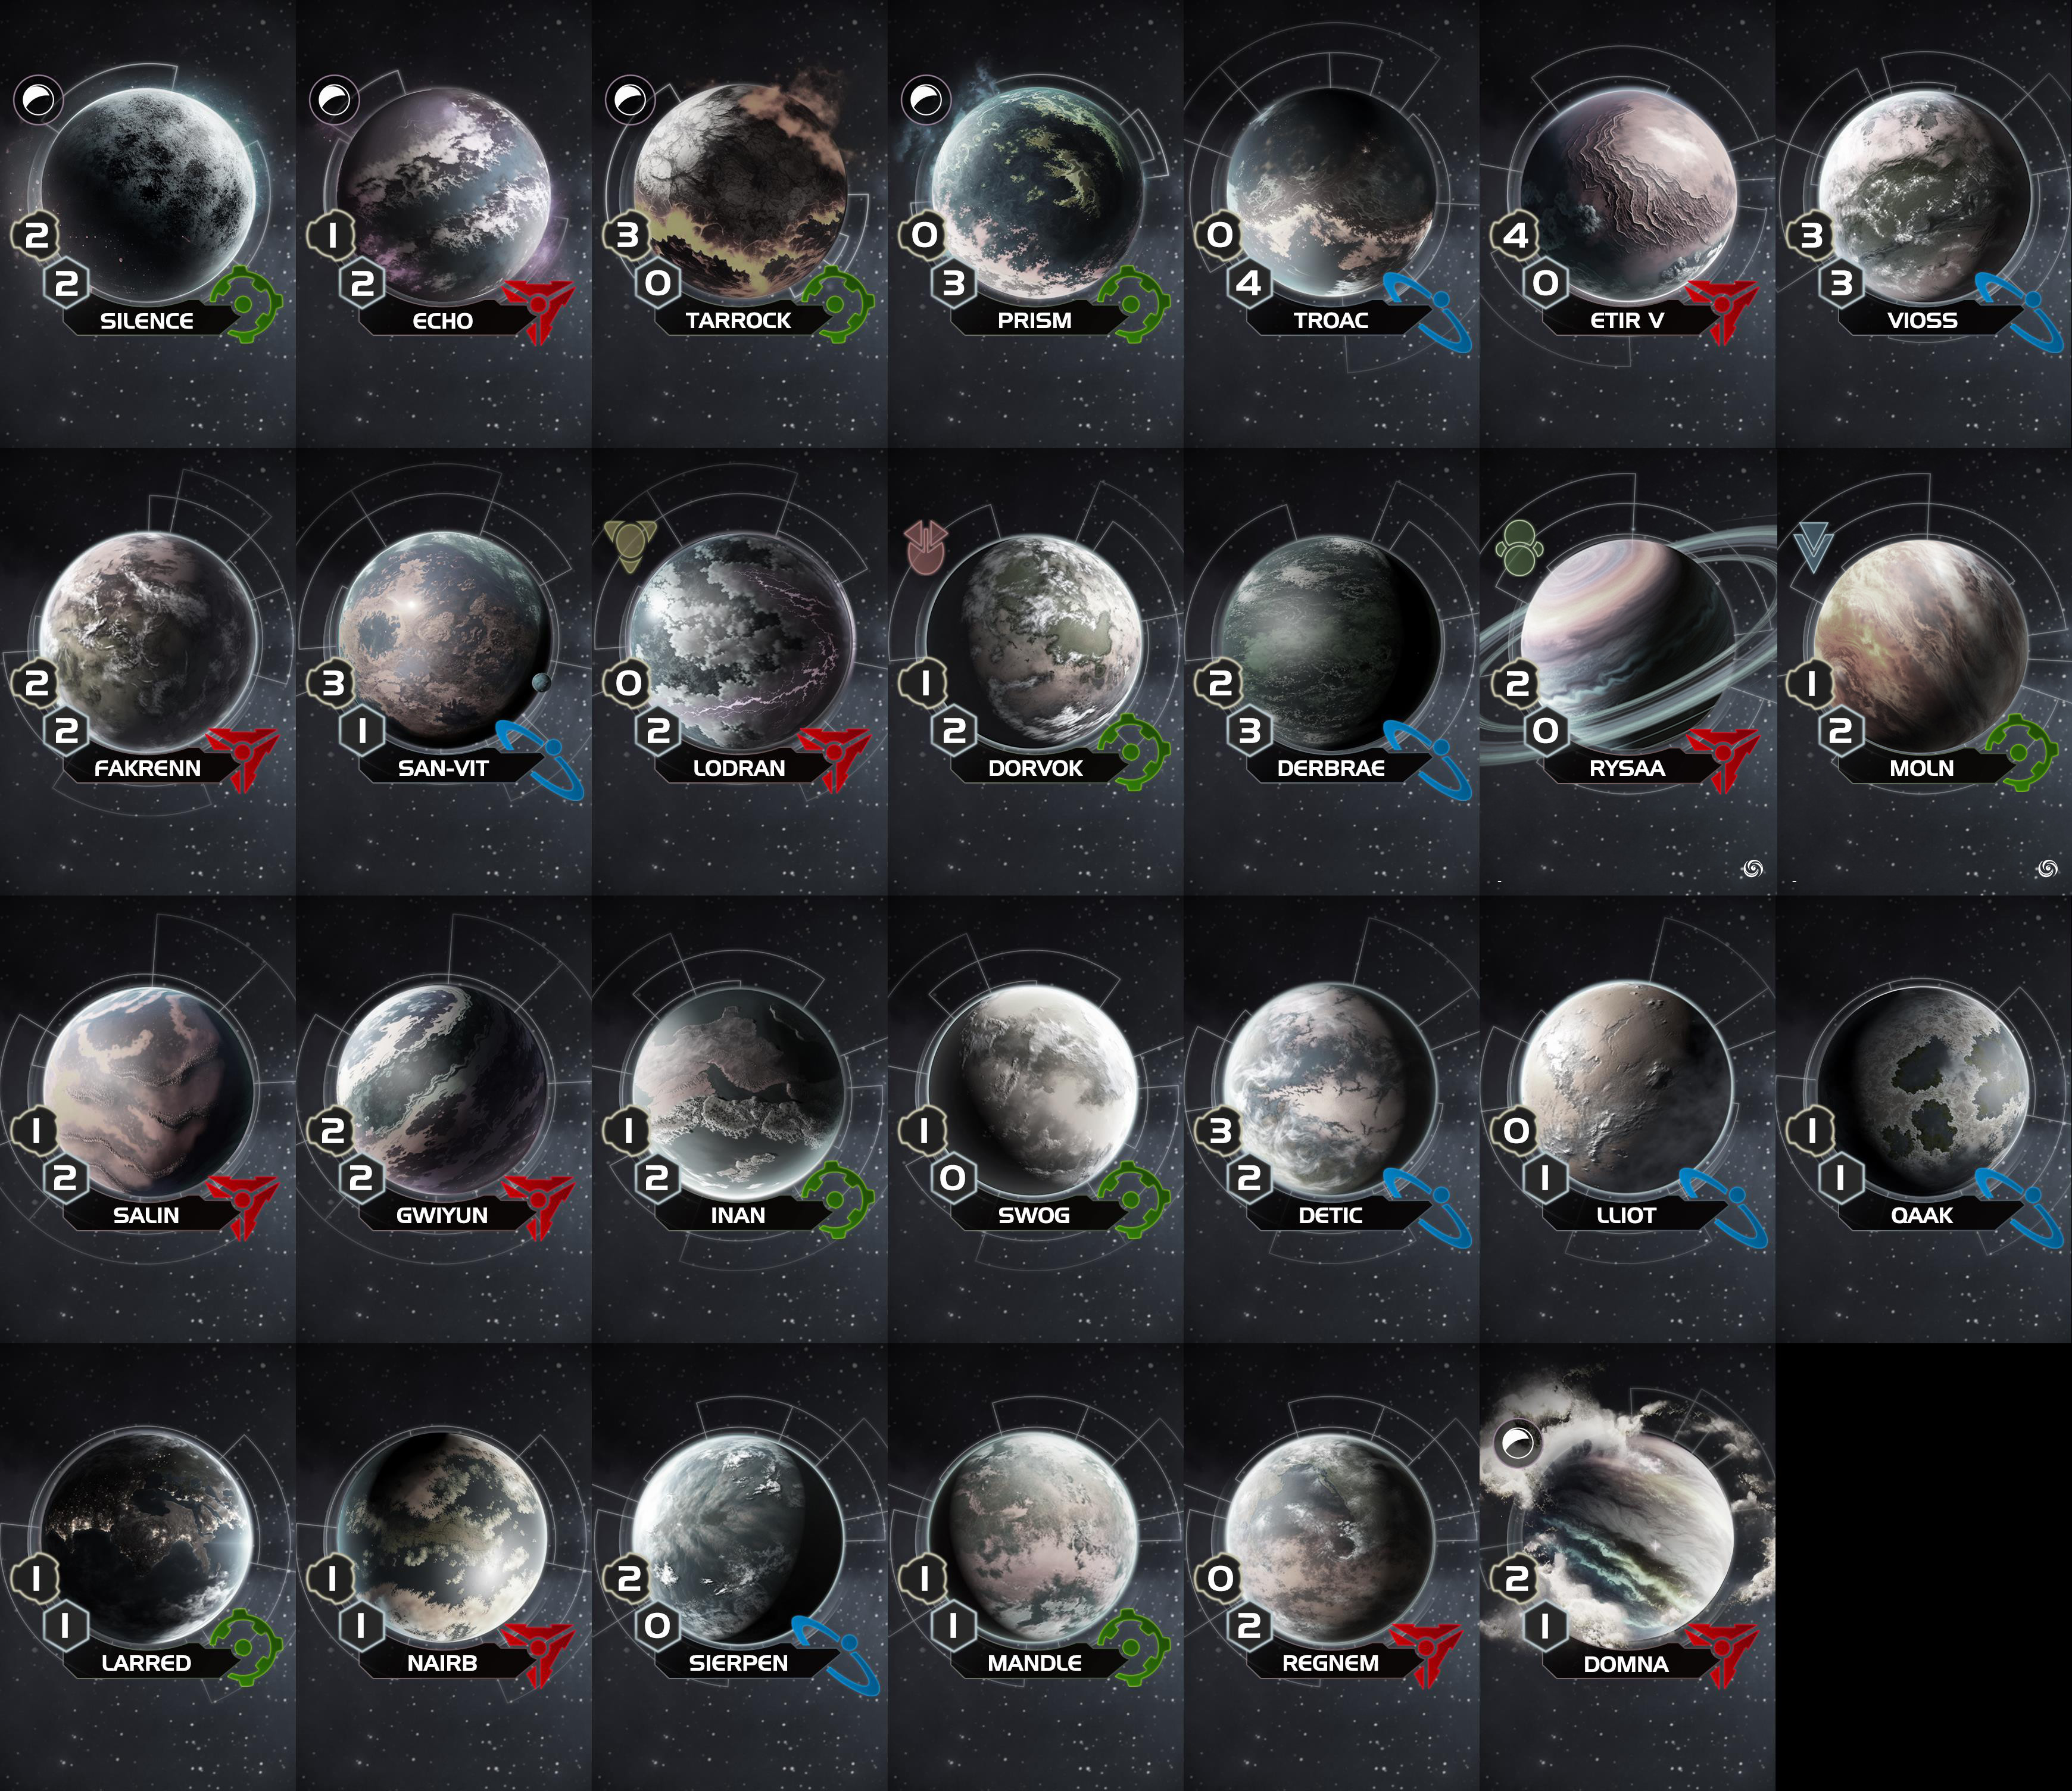 2
2
SILENCE
1
2
ECHO
3
0
TARROCK
0
3
PRISM
0
4
TROAC
4
0
ETIR V
3
3
VIOSS
2
2
FAKRENN
3
1
SAN-VIT
0
2
LODRAN
1
2
DORVOK
2
3
DERBRAE
2
0
RYSAA
1
2
MOLN
1
2
SALIN
2
2
GWIYUN
1
2
INAN
1
0
SWOG
3
2
DETIC
0
1
LLIOT
1
1
QAAK
1
1
LARRED
1
1
NAIRB
2
0
SIERPEN
1
1
MANDLE
0
2
REGNEM
2
1
DOMNA